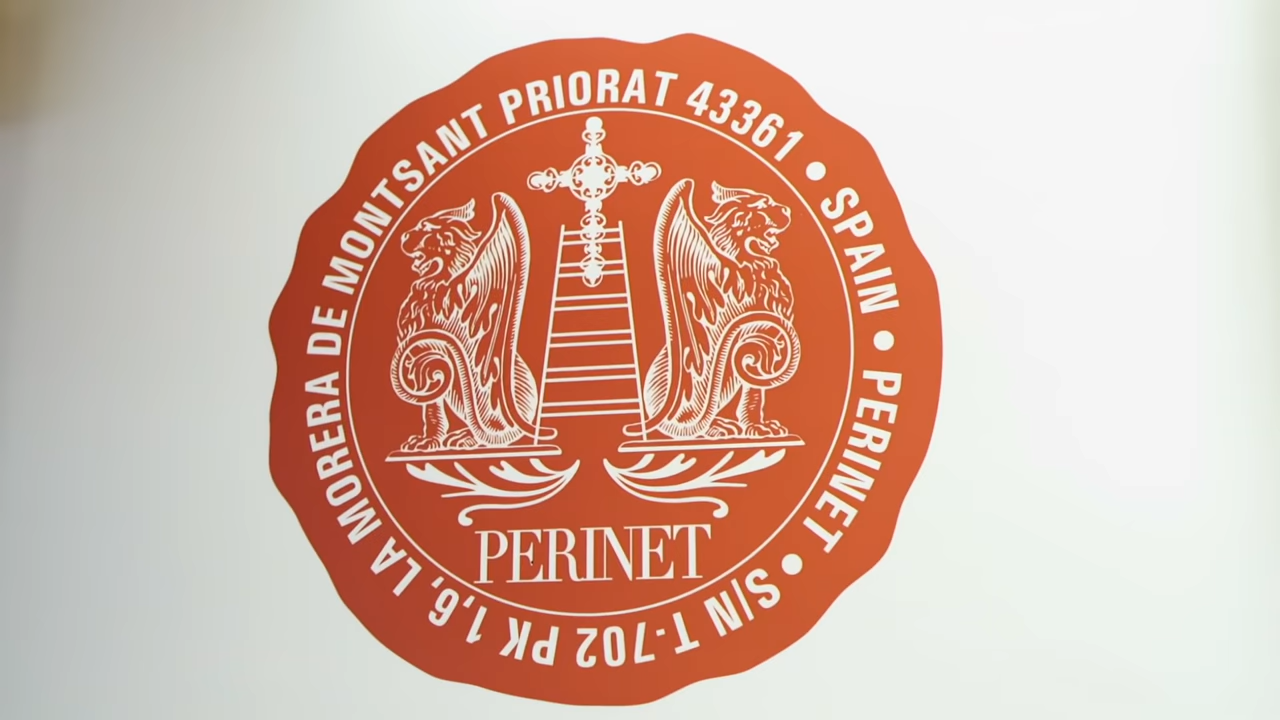 S/N T-702 PK 1,6, LA MORERA DE MONTSANT PRIORAT 43361 • SPAIN • PERINET •
PERINET